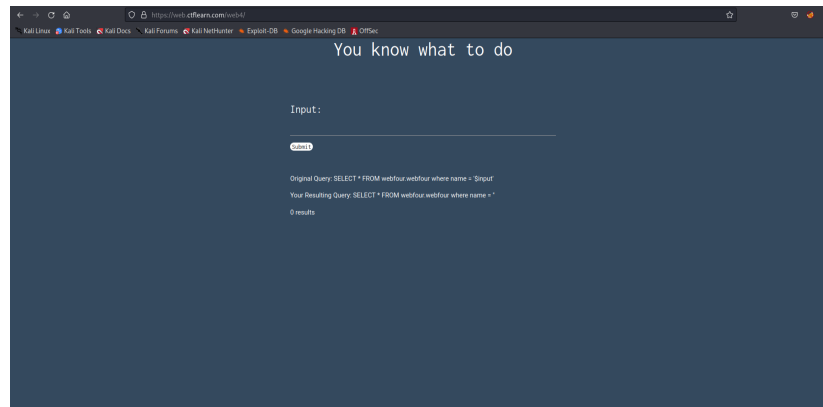 https://web.ctflearn.com/web4/
Kali Linux Kali Tools Kali Docs Kali Forums Kali NetHunter Exploit-DB Google Hacking DB OffSec
You know what to do
Input:
Submit
Original Query: SELECT * FROM webfour.webfour where name = '$input'
Your Resulting Query: SELECT * FROM webfour.webfour where name = ''
0 results